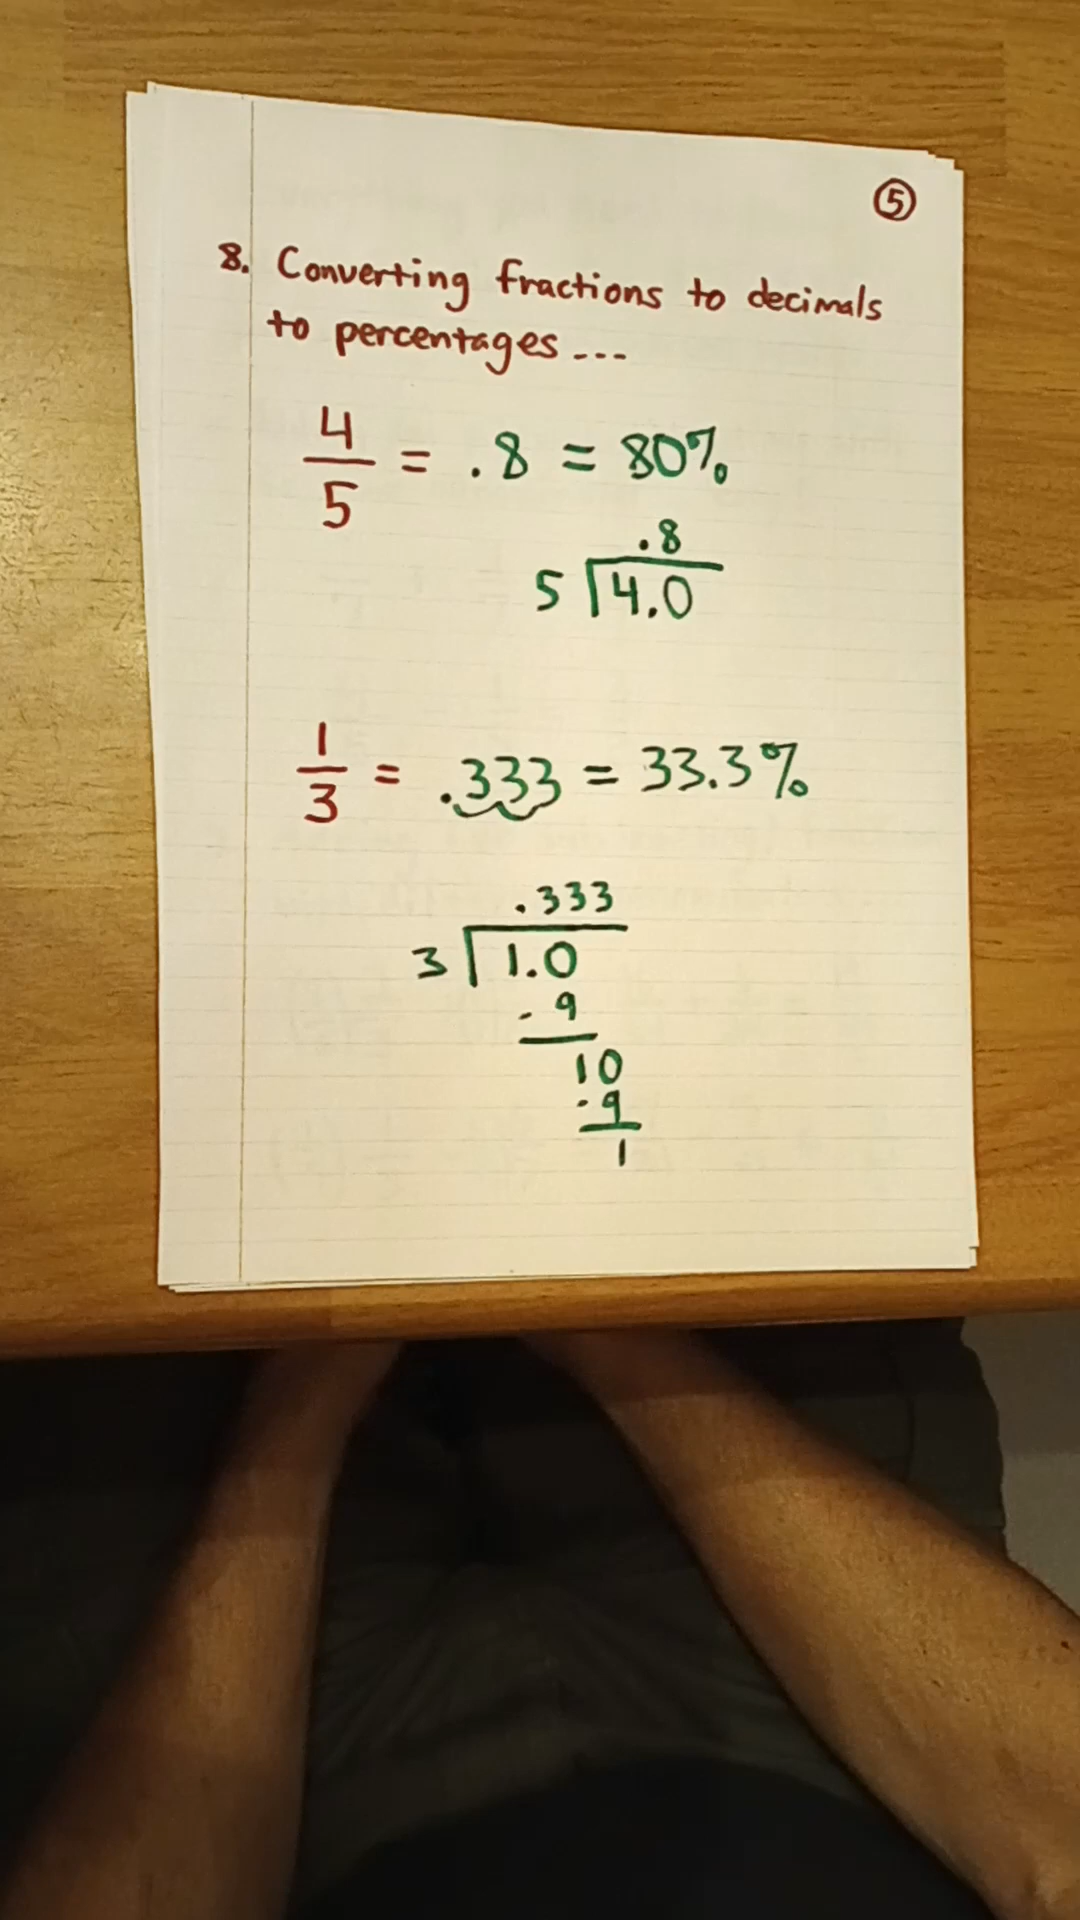 5
8. Converting fractions to decimals
to percentages ---
4/5 = .8 = 80%
.8
5 √4.0
1/3 = .333 = 33.3%
.333
3 √1.0
- 9
10
- 9
1